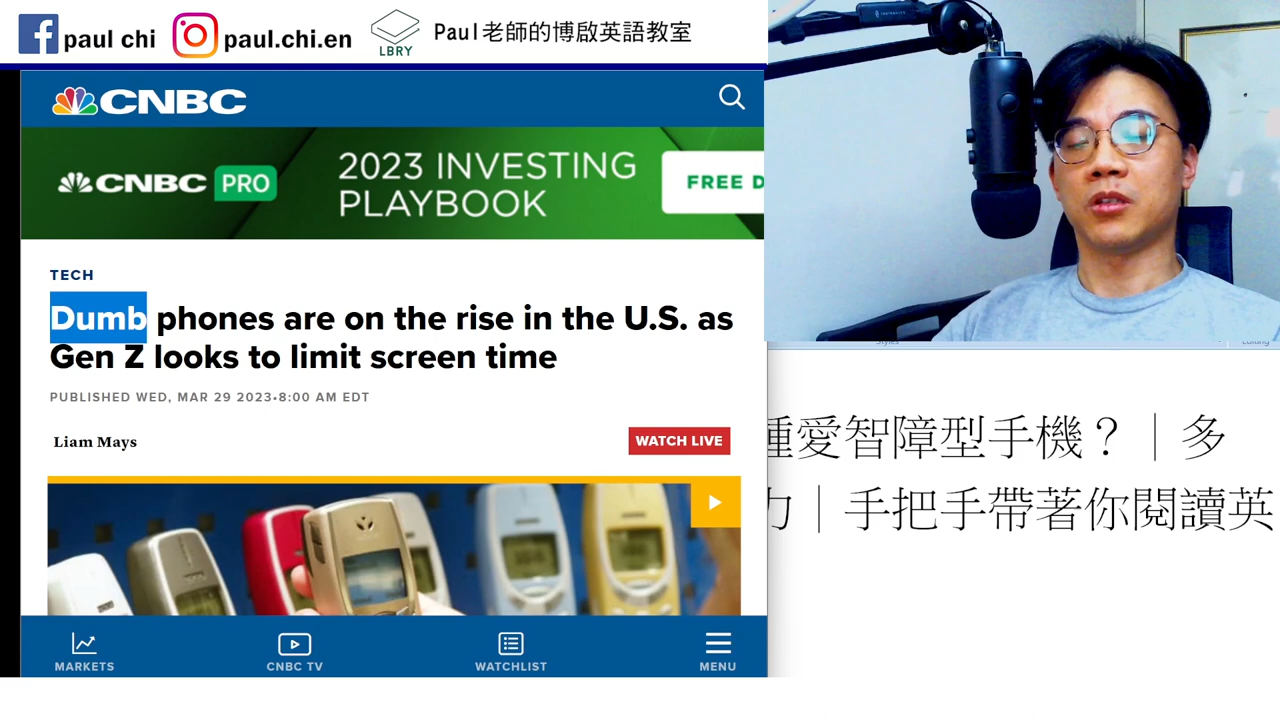 paul chi
paul.chi.en
LBRY
Paul老師的博啟英語教室
CNBC
CNBC PRO
2023 INVESTING
PLAYBOOK
FREE D
TECH
Dumb phones are on the rise in the U.S. as
Gen Z looks to limit screen time
PUBLISHED WED, MAR 29 2023•8:00 AM EDT
Liam Mays
WATCH LIVE
MARKETS
CNBC TV
WATCHLIST
MENU
愛智障型手機？｜多
｜手把手帶著你閱讀英